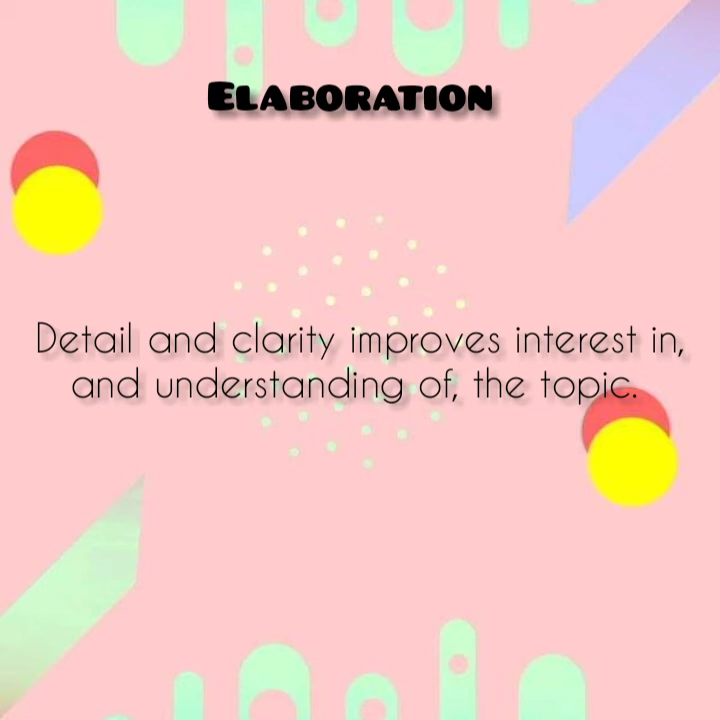 Elaboration
Detail and clarity improves interest in,
and understanding of, the topic.